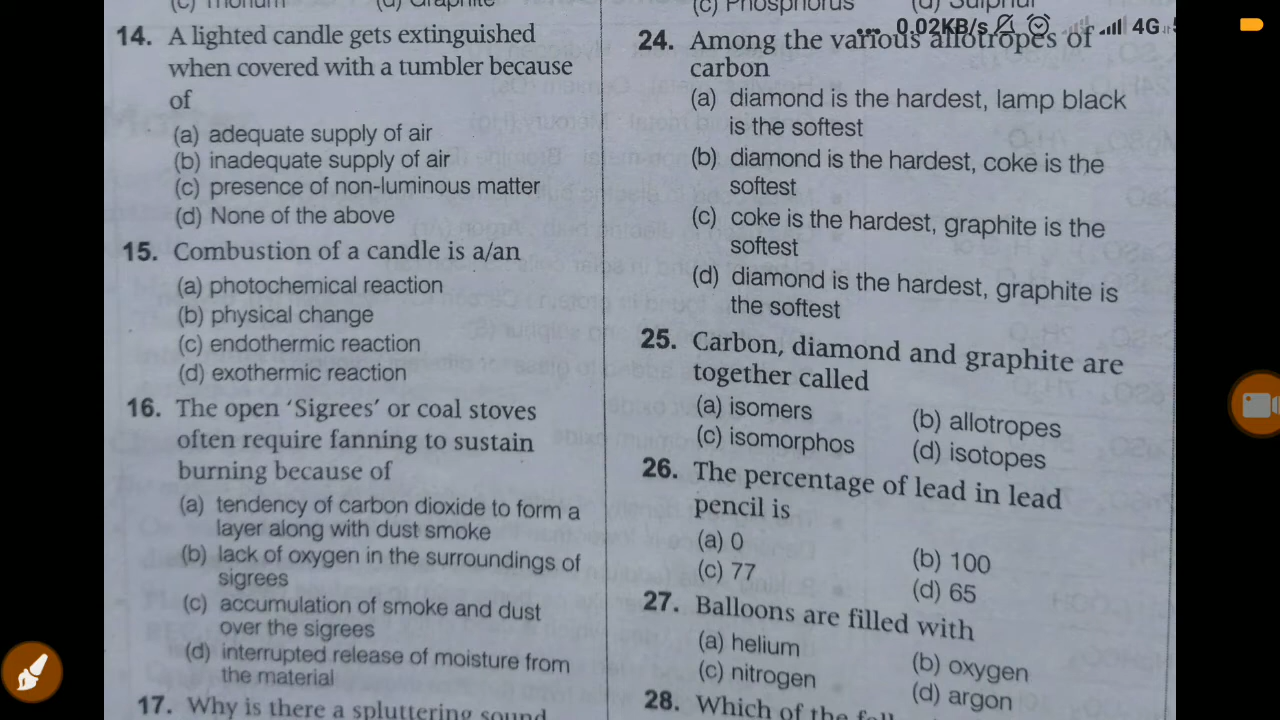 (c) Thorium (d) Graphite
14. A lighted candle gets extinguished
when covered with a tumbler because
of
(a) adequate supply of air
(b) inadequate supply of air
(c) presence of non-luminous matter
(d) None of the above
15. Combustion of a candle is a/an
(a) photochemical reaction
(b) physical change
(c) endothermic reaction
(d) exothermic reaction
16. The open ‘Sigrees’ or coal stoves
often require fanning to sustain
burning because of
(a) tendency of carbon dioxide to form a
layer along with dust smoke
(b) lack of oxygen in the surroundings of
sigrees
(c) accumulation of smoke and dust
over the sigrees
(d) interrupted release of moisture from
the material
17. Why is there a spluttering sound
(c) Phosphorus (d) Sulphur
... 0.02KB/s 4G
24. Among the various allotropes of
carbon
(a) diamond is the hardest, lamp black
is the softest
(b) diamond is the hardest, coke is the
softest
(c) coke is the hardest, graphite is the
softest
(d) diamond is the hardest, graphite is
the softest
25. Carbon, diamond and graphite are
together called
(a) isomers (b) allotropes
(c) isomorphos (d) isotopes
26. The percentage of lead in lead
pencil is
(a) 0 (b) 100
(c) 77 (d) 65
27. Balloons are filled with
(a) helium (b) oxygen
(c) nitrogen (d) argon
28. Which of the